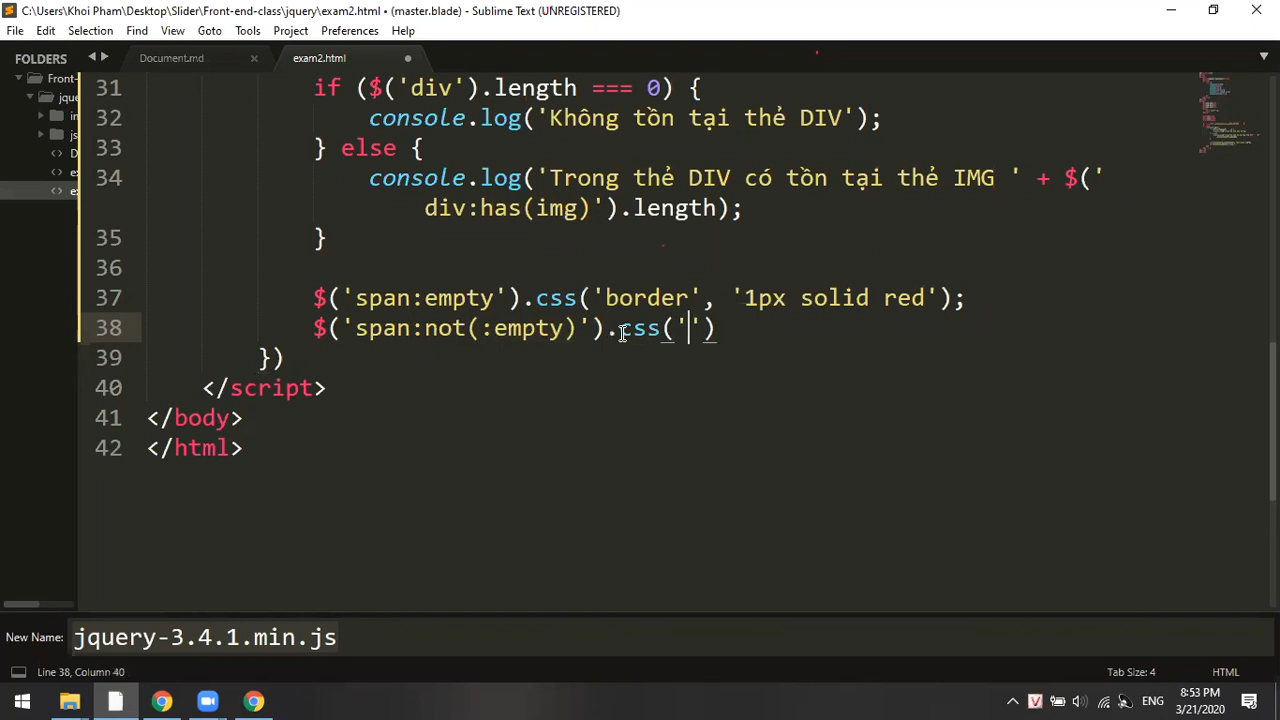 C:\Users\Khoi Pham\Desktop\Slider\Front-end-class\jquery\exam2.html • (master.blade) - Sublime Text (UNREGISTERED)
File Edit Selection Find View Goto Tools Project Preferences Help
FOLDERS
Document.md
exam2.html
Front-
jque
in
js
D
e
e
31 if ($('div').length === 0) {
32 console.log('Không tồn tại thẻ DIV');
33 } else {
34 console.log('Trong thẻ DIV có tồn tại thẻ IMG ' + $('
div:has(img)').length);
35 }
36
37 $('span:empty').css('border', '1px solid red');
38 $('span:not(:empty)').css('')
39 })
40 </script>
41 </body>
42 </html>
New Name: jquery-3.4.1.min.js
Line 38, Column 40
Tab Size: 4
HTML
ENG
8:53 PM
3/21/2020